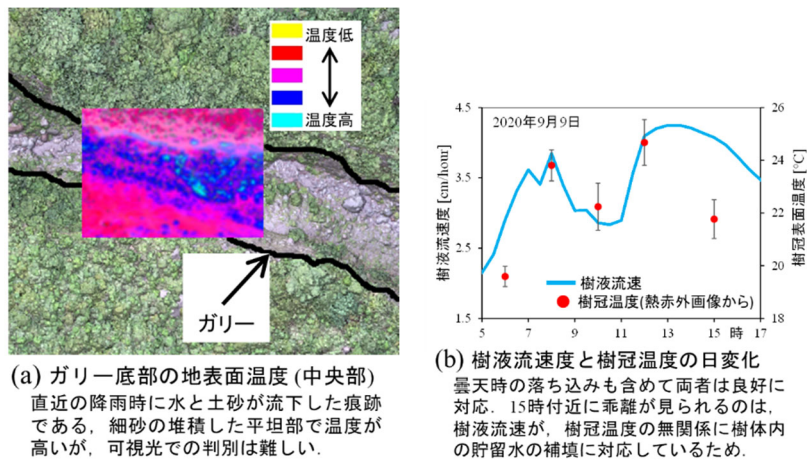 温度低
温度高
ガリー
(a) ガリー底部の地表面温度 (中央部)
直近の降雨時に水と土砂が流下した痕跡
である，細砂の堆積した平坦部で温度が
高いが，可視光での判別は難しい．
2020年9月9日
樹液流速度 [cm/hour]
4.5
3.5
2.5
1.5
樹冠表面温度 [℃]
26
24
22
20
18
樹液流速
樹冠温度(熱赤外画像から)
5 7 9 11 13 15 時 17
(b) 樹液流速度と樹冠温度の日変化
曇天時の落ち込みも含めて両者は良好に
対応．15時付近に乖離が見られるのは，
樹液流速が，樹冠温度の無関係に樹体内
の貯留水の補填に対応しているため．